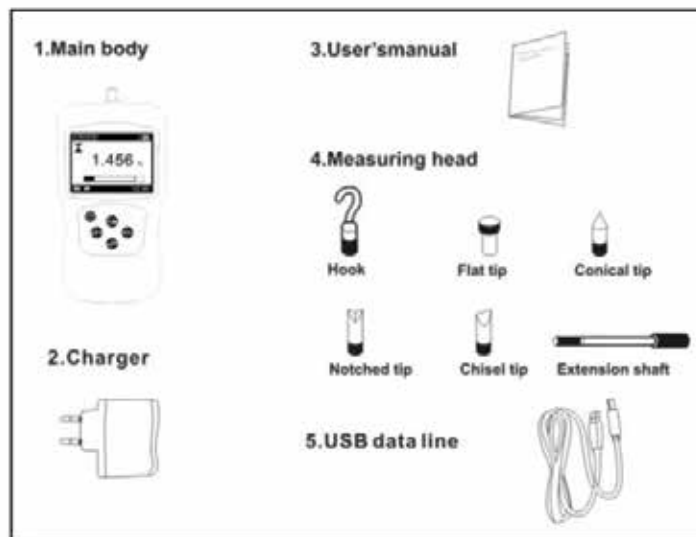 1.Main body
1.456
2.Charger
3.User'smanual
4.Measuring head
Hook
Flat tip
Conical tip
Notched tip
Chisel tip
Extension shaft
5.USB data line